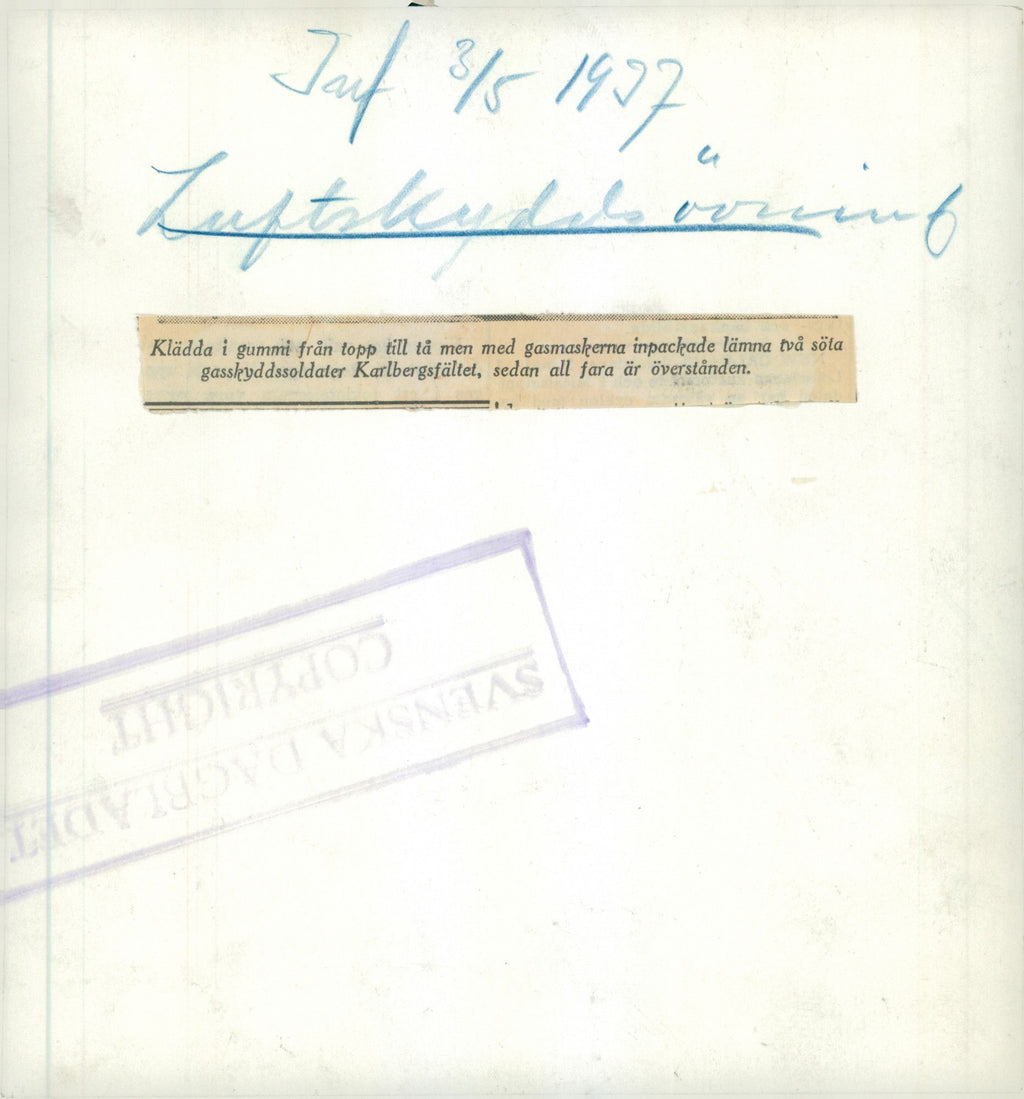 Inf 3/5 1937
Luftskyddsövning
Klädda i gummi från topp till tå men med gasmaskerna inpackade lämna två söta
gasskyddssoldater Karlbergsfältet, sedan all fara är överstånden.
SVENSKA DAGBLADET
COPYRIGHT